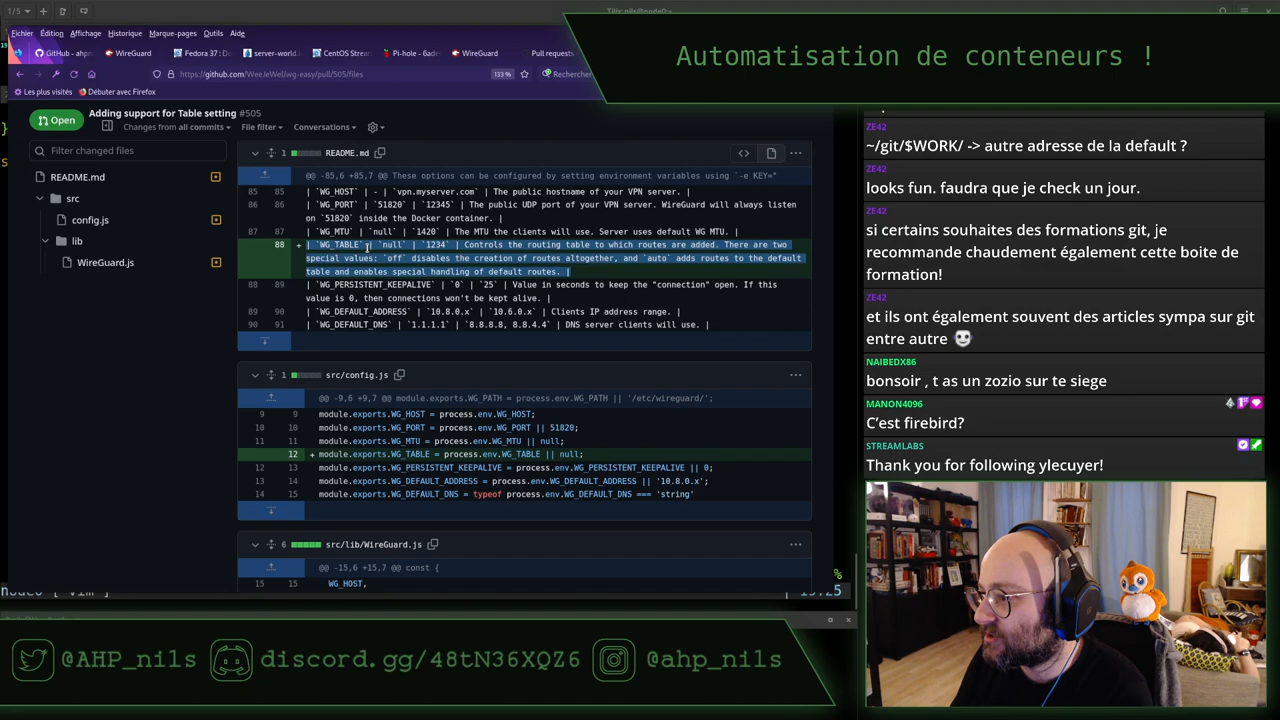 1/5
Tilix: nils@node0:~
Automatisation de conteneurs !
Fichier Édition Affichage Historique Marque-pages Outils Aide
GitHub - ahpn
WireGuard
Fedora 37 : D
server-world.
CentOS Stream
Pi-hole - 6ade
WireGuard
Pull requests
https://github.com/WeeJeWel/wg-easy/pull/505/files
133 %
Rechercher
Les plus visités
Débuter avec Firefox
Open
Adding support for Table setting #505
Changes from all commits
File filter
Conversations
Filter changed files
README.md
src
config.js
lib
WireGuard.js
1
README.md
@@ -85,6 +85,7 @@ These options can be configured by setting environment variables using `-e KEY="
85 85 | `WG_HOST` | - | `vpn.myserver.com` | The public hostname of your VPN server. |
86 86 | `WG_PORT` | `51820` | `12345` | The public UDP port of your VPN server. WireGuard will always listen
on `51820` inside the Docker container. |
87 87 | `WG_MTU` | `null` | `1420` | The MTU the clients will use. Server uses default WG MTU. |
88 + | `WG_TABLE` | `null` | `1234` | Controls the routing table to which routes are added. There are two
special values: `off` disables the creation of routes altogether, and `auto` adds routes to the default
table and enables special handling of default routes. |
88 89 | `WG_PERSISTENT_KEEPALIVE` | `0` | `25` | Value in seconds to keep the "connection" open. If this
value is 0, then connections won't be kept alive. |
89 90 | `WG_DEFAULT_ADDRESS` | `10.8.0.x` | `10.6.0.x` | Clients IP address range. |
90 91 | `WG_DEFAULT_DNS` | `1.1.1.1` | `8.8.8.8, 8.8.4.4` | DNS server clients will use. |
1
src/config.js
@@ -9,6 +9,7 @@ module.exports.WG_PATH = process.env.WG_PATH || '/etc/wireguard/';
9 9 module.exports.WG_HOST = process.env.WG_HOST;
10 10 module.exports.WG_PORT = process.env.WG_PORT || 51820;
11 11 module.exports.WG_MTU = process.env.WG_MTU || null;
12 + module.exports.WG_TABLE = process.env.WG_TABLE || null;
12 13 module.exports.WG_PERSISTENT_KEEPALIVE = process.env.WG_PERSISTENT_KEEPALIVE || 0;
13 14 module.exports.WG_DEFAULT_ADDRESS = process.env.WG_DEFAULT_ADDRESS || '10.8.0.x';
14 15 module.exports.WG_DEFAULT_DNS = typeof process.env.WG_DEFAULT_DNS === 'string'
6
src/lib/WireGuard.js
@@ -15,6 +15,7 @@ const {
15 15 WG_HOST,
ZE42
~/git/$WORK/ -> autre adresse de la default ?
ZE42
looks fun. faudra que je check un jour.
ZE42
si certains souhaites des formations git, je
recommande chaudement également cette boite de
formation!
ZE42
et ils ont également souvent des articles sympa sur git
entre autre
NAIBEDX86
bonsoir , t as un zozio sur te siege
MANON4096
C'est firebird?
STREAMLABS
Thank you for following ylecuyer!
@AHP_nils
discord.gg/48tN36XQZ6
@ahp_nils